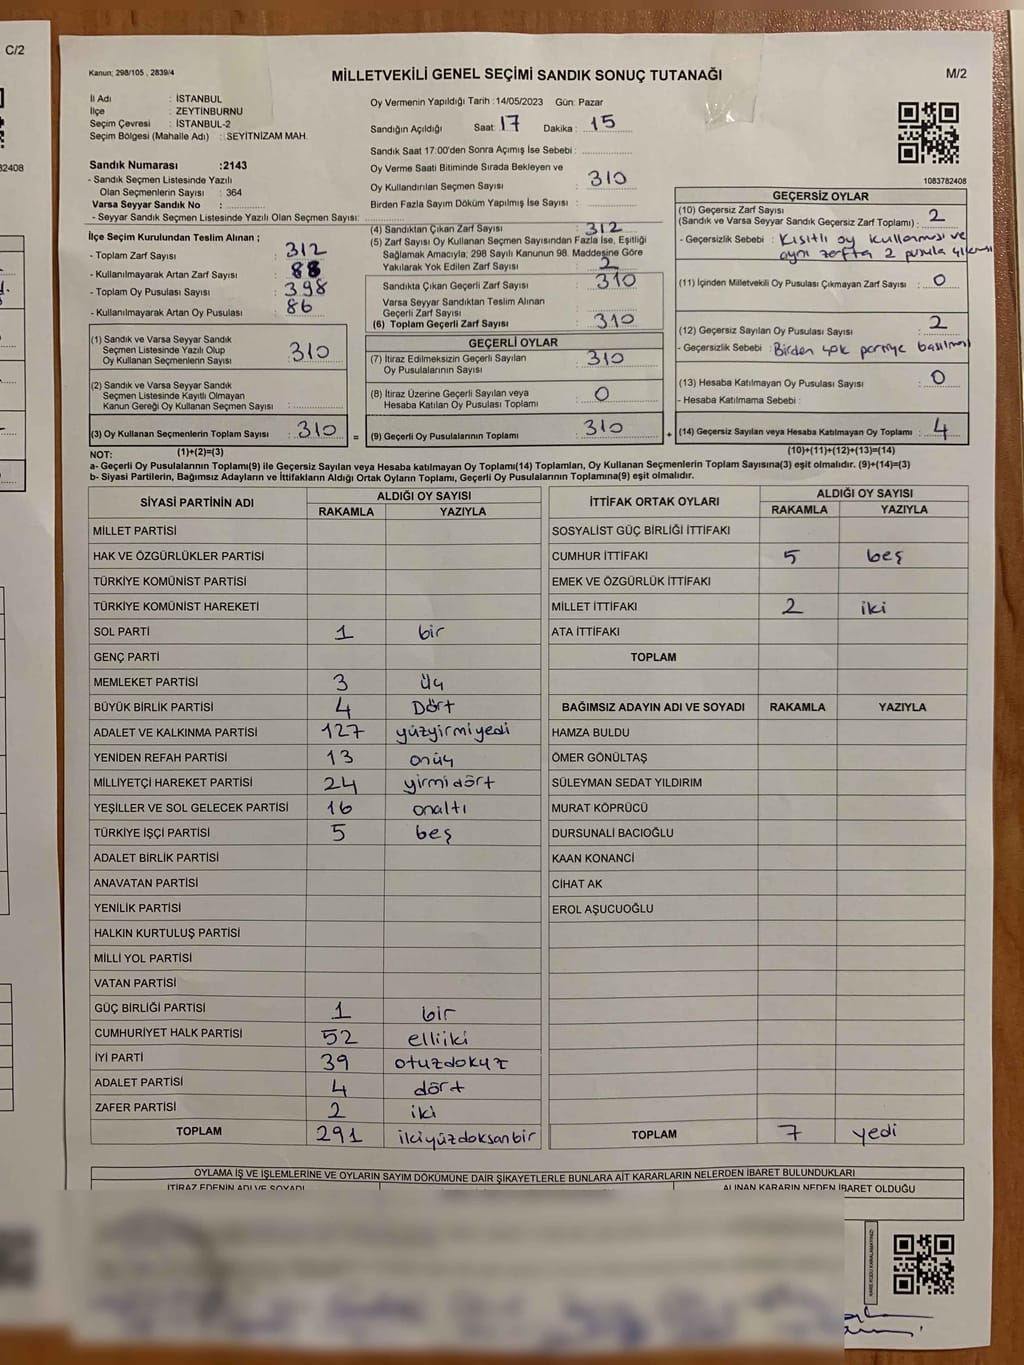 C/2
Kanun; 298/105 , 2839/4
MİLLETVEKİLİ GENEL SEÇİMİ SANDIK SONUÇ TUTANAĞI
M/2
İl Adı : İSTANBUL
İlçe : ZEYTİNBURNU
Seçim Çevresi : İSTANBUL-2
Seçim Bölgesi (Mahalle Adı) : SEYİTNİZAM MAH.
Sandık Numarası :2143
- Sandık Seçmen Listesinde Yazılı
Olan Seçmenlerin Sayısı : 364
Varsa Seyyar Sandık No :
- Seyyar Sandık Seçmen Listesinde Yazılı Olan Seçmen Sayısı:
Oy Vermenin Yapıldığı Tarih : 14/05/2023 Gün: Pazar
Sandığın Açıldığı Saat: 17 Dakika : 15
Sandık Saat 17:00'den Sonra Açımış İse Sebebi :
Oy Verme Saati Bitiminde Sırada Bekleyen ve
Oy Kullandırılan Seçmen Sayısı : 310
Birden Fazla Sayım Döküm Yapılmış İse Sayısı :
1083782408
32408
İlçe Seçim Kurulundan Teslim Alınan ;
- Toplam Zarf Sayısı : 312
- Kullanılmayarak Artan Zarf Sayısı : 88
- Toplam Oy Pusulası Sayısı : 398
- Kullanılmayarak Artan Oy Pusulası : 86
(1) Sandık ve Varsa Seyyar Sandık
Seçmen Listesinde Yazılı Olup
Oy Kullanan Seçmenlerin Sayısı : 310
(2) Sandık ve Varsa Seyyar Sandık
Seçmen Listesinde Kayıtlı Olmayan
Kanun Gereği Oy Kullanan Seçmen Sayısı :
(3) Oy Kullanan Seçmenlerin Toplam Sayısı : 310 =
(1)+(2)=(3)
(4) Sandıktan Çıkan Zarf Sayısı : 312
(5) Zarf Sayısı Oy Kullanan Seçmen Sayısından Fazla İse, Eşitliği
Sağlamak Amacıyla, 298 Sayılı Kanunun 98. Maddesine Göre
Yakılarak Yok Edilen Zarf Sayısı : 2
Sandıkta Çıkan Geçerli Zarf Sayısı : 310
Varsa Seyyar Sandıktan Teslim Alınan
Geçerli Zarf Sayısı :
(6) Toplam Geçerli Zarf Sayısı : 310
GEÇERLİ OYLAR
(7) İtiraz Edilmeksizin Geçerli Sayılan
Oy Pusulalarının Sayısı : 310
(8) İtiraz Üzerine Geçerli Sayılan veya
Hesaba Katılan Oy Pusulası Toplamı : 0
(9) Geçerli Oy Pusulalarının Toplamı : 310 +
GEÇERSİZ OYLAR
(10) Geçersiz Zarf Sayısı
(Sandık ve Varsa Seyyar Sandık Geçersiz Zarf Toplamı) : 2
- Geçersizlik Sebebi : Kısıtlı oy kullanması ve
aynı zarfta 2 pusula
(11) İçinden Milletvekili Oy Pusulası Çıkmayan Zarf Sayısı : 0
(12) Geçersiz Sayılan Oy Pusulası Sayısı : 2
- Geçersizlik Sebebi : Birden çok partiye basılması
(13) Hesaba Katılmayan Oy Pusulası Sayısı : 0
- Hesaba Katılmama Sebebi :
(14) Geçersiz Sayılan veya Hesaba Katılmayan Oy Toplamı : 4
(10)+(11)+(12)+(13)=(14)
NOT:
a- Geçerli Oy Pusulalarının Toplamı(9) ile Geçersiz Sayılan veya Hesaba katılmayan Oy Toplamı(14) Toplamları, Oy Kullanan Seçmenlerin Toplam Sayısına(3) eşit olmalıdır. (9)+(14)=(3)
b- Siyasi Partilerin, Bağımsız Adayların ve İttifakların Aldığı Ortak Oyların Toplamı, Geçerli Oy Pusulalarının Toplamına(9) eşit olmalıdır.
SİYASİ PARTİNİN ADI ALDIĞI OY SAYISI
RAKAMLA YAZIYLA
MİLLET PARTİSİ
HAK VE ÖZGÜRLÜKLER PARTİSİ
TÜRKİYE KOMÜNİST PARTİSİ
TÜRKİYE KOMÜNİST HAREKETİ
SOL PARTİ 1 bir
GENÇ PARTİ
MEMLEKET PARTİSİ 3 üç
BÜYÜK BİRLİK PARTİSİ 4 Dört
ADALET VE KALKINMA PARTİSİ 127 yüzyirmiyedi
YENİDEN REFAH PARTİSİ 13 onüç
MİLLİYETÇİ HAREKET PARTİSİ 24 yirmidört
YEŞİLLER VE SOL GELECEK PARTİSİ 16 onaltı
TÜRKİYE İŞÇİ PARTİSİ 5 beş
ADALET BİRLİK PARTİSİ
ANAVATAN PARTİSİ
YENİLİK PARTİSİ
HALKIN KURTULUŞ PARTİSİ
MİLLİ YOL PARTİSİ
VATAN PARTİSİ
GÜÇ BİRLİĞİ PARTİSİ 1 bir
CUMHURİYET HALK PARTİSİ 52 elliiki
İYİ PARTİ 39 otuzdokuz
ADALET PARTİSİ 4 dört
ZAFER PARTİSİ 2 iki
TOPLAM 291 ikiyüzdoksanbir
İTTİFAK ORTAK OYLARI ALDIĞI OY SAYISI
RAKAMLA YAZIYLA
SOSYALİST GÜÇ BİRLİĞİ İTTİFAKI
CUMHUR İTTİFAKI 5 beş
EMEK VE ÖZGÜRLÜK İTTİFAKI
MİLLET İTTİFAKI 2 iki
ATA İTTİFAKI
TOPLAM
BAĞIMSIZ ADAYIN ADI VE SOYADI RAKAMLA YAZIYLA
HAMZA BULDU
ÖMER GÖNÜLTAŞ
SÜLEYMAN SEDAT YILDIRIM
MURAT KÖPRÜCÜ
DURSUNALİ BACIOĞLU
KAAN KONANCİ
CİHAT AK
EROL AŞUCUOĞLU
TOPLAM 7 yedi
OYLAMA İŞ VE İŞLEMLERİNE VE OYLARIN SAYIM DÖKÜMÜNE DAİR ŞİKAYETLERLE BUNLARA AİT KARARLARIN NELERDEN İBARET BULUNDUKLARI
İTİRAZ EDENİN ADI VE SOYADI ALINAN KARARIN NEDEN İBARET OLDUĞU